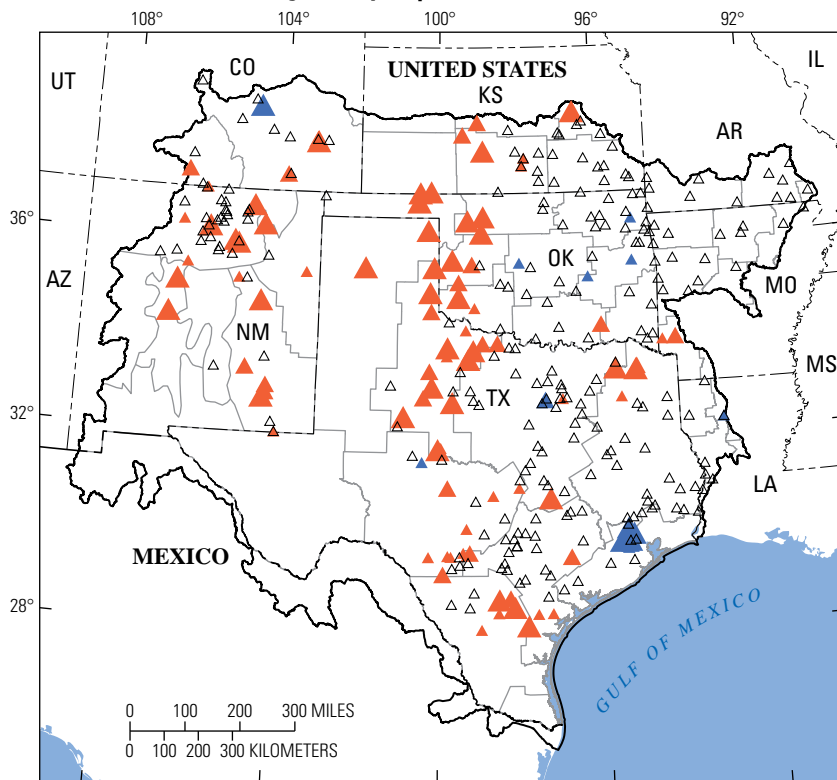 108° 104° 100° 96° 92°
UT CO UNITED STATES IL
KS
AR
36°
AZ OK
MO
NM MS
TX
32°
LA
MEXICO
28°
GULF OF MEXICO
0 100 200 300 MILES
0 100 200 300 KILOMETERS